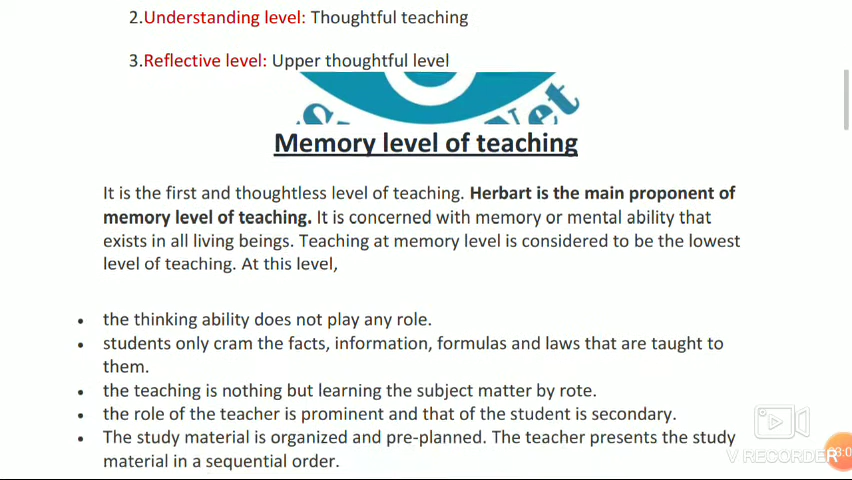 2.Understanding level: Thoughtful teaching
3.Reflective level: Upper thoughtful level
Memory level of teaching
It is the first and thoughtless level of teaching. Herbart is the main proponent of
memory level of teaching. It is concerned with memory or mental ability that
exists in all living beings. Teaching at memory level is considered to be the lowest
level of teaching. At this level,
• the thinking ability does not play any role.
• students only cram the facts, information, formulas and laws that are taught to
them.
• the teaching is nothing but learning the subject matter by rote.
• the role of the teacher is prominent and that of the student is secondary.
• The study material is organized and pre-planned. The teacher presents the study
material in a sequential order.
V RECORDER